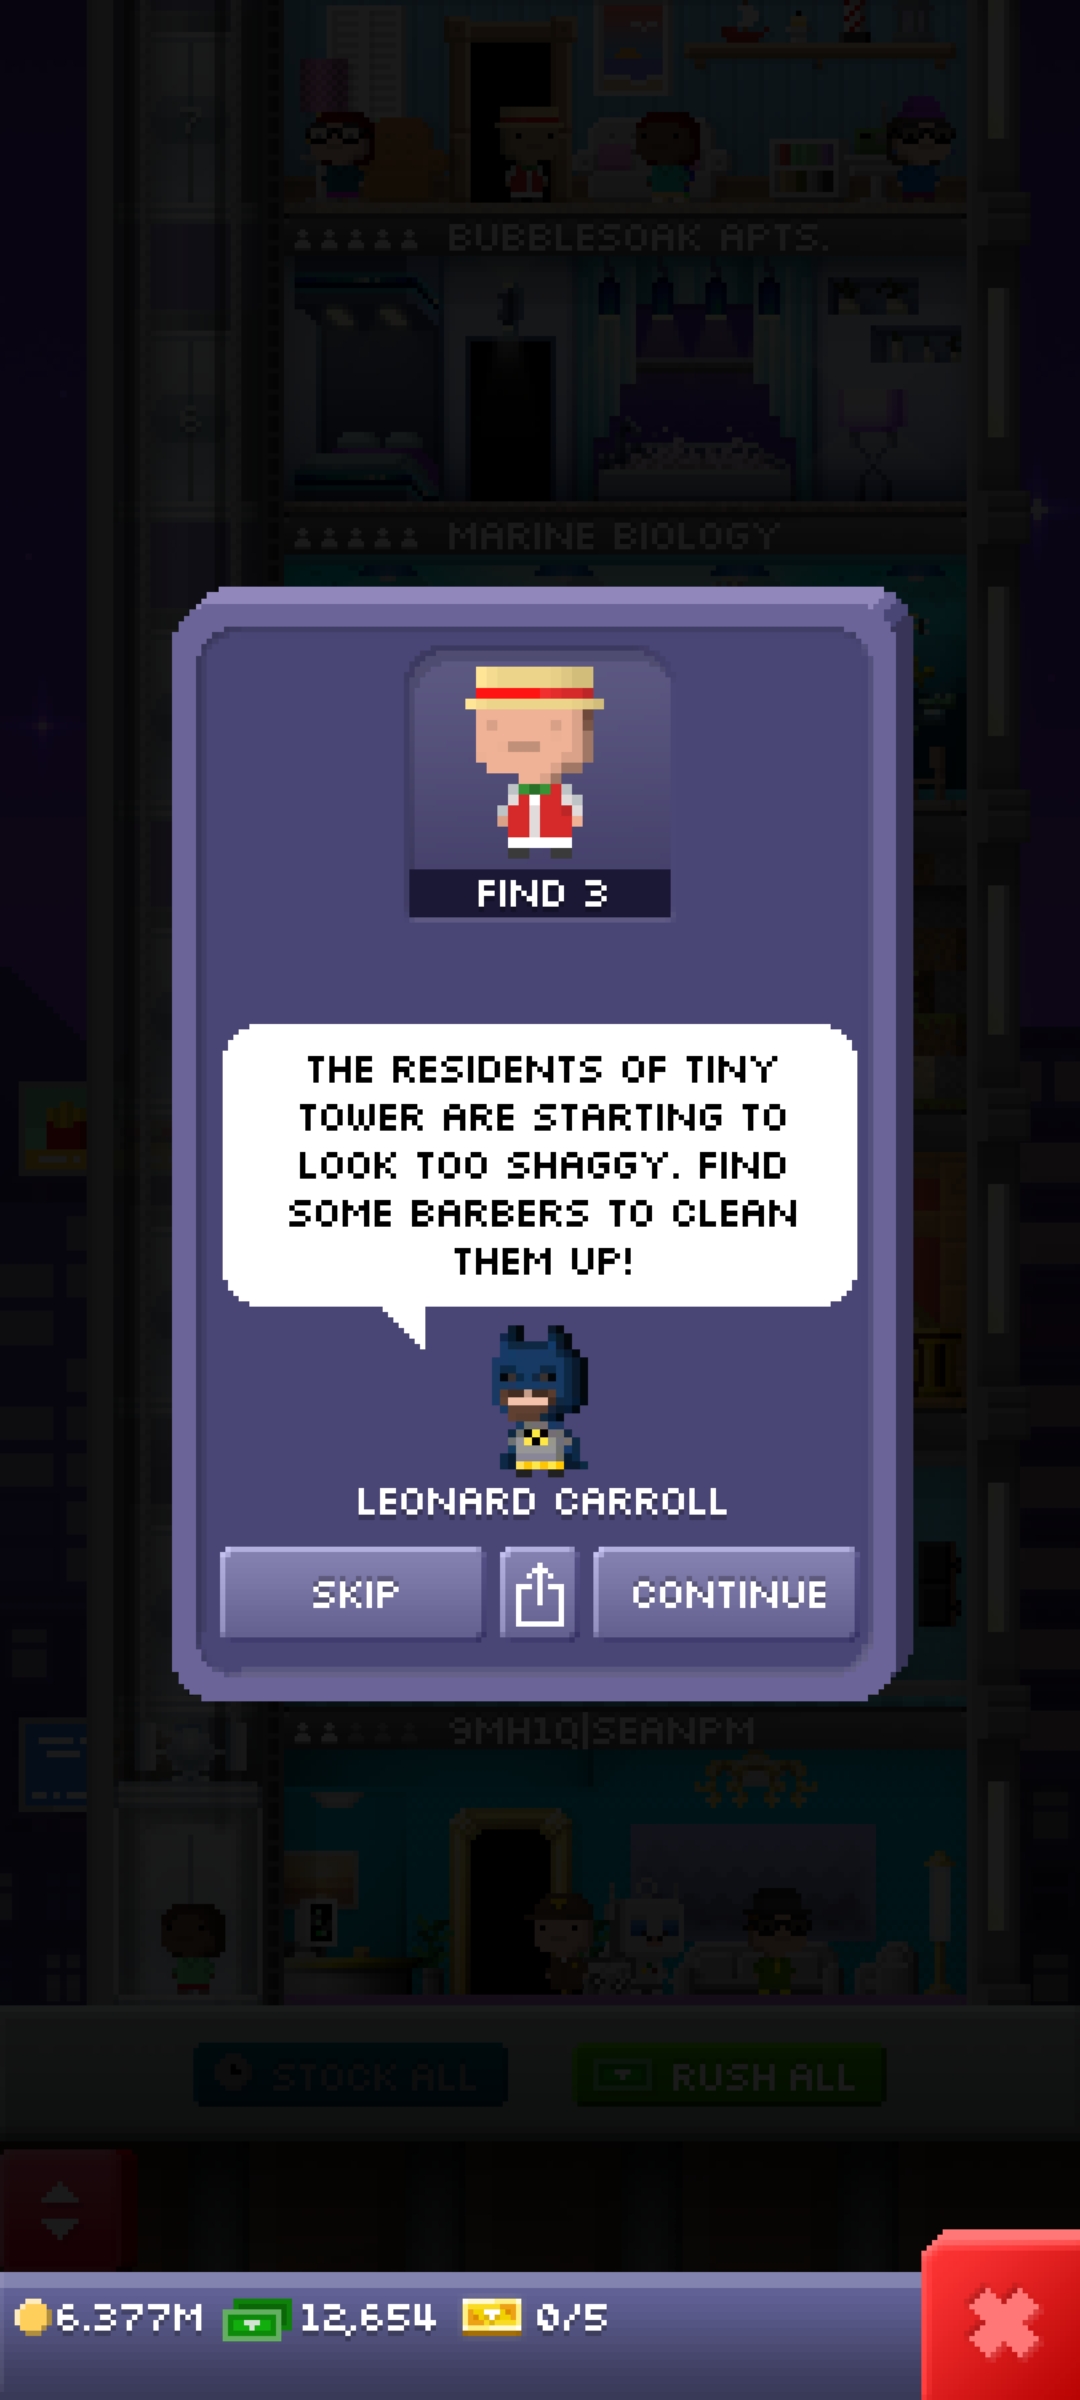 7
BUBBLESOAK APTS.
6
MARINE BIOLOGY
FIND 3
THE RESIDENTS OF TINY
TOWER ARE STARTING TO
LOOK TOO SHAGGY. FIND
SOME BARBERS TO CLEAN
THEM UP!
LEONARD CARROLL
SKIP
CONTINUE
9MH1Q|SEANPM
STOCK ALL
RUSH ALL
6.377M
12,654
0/5